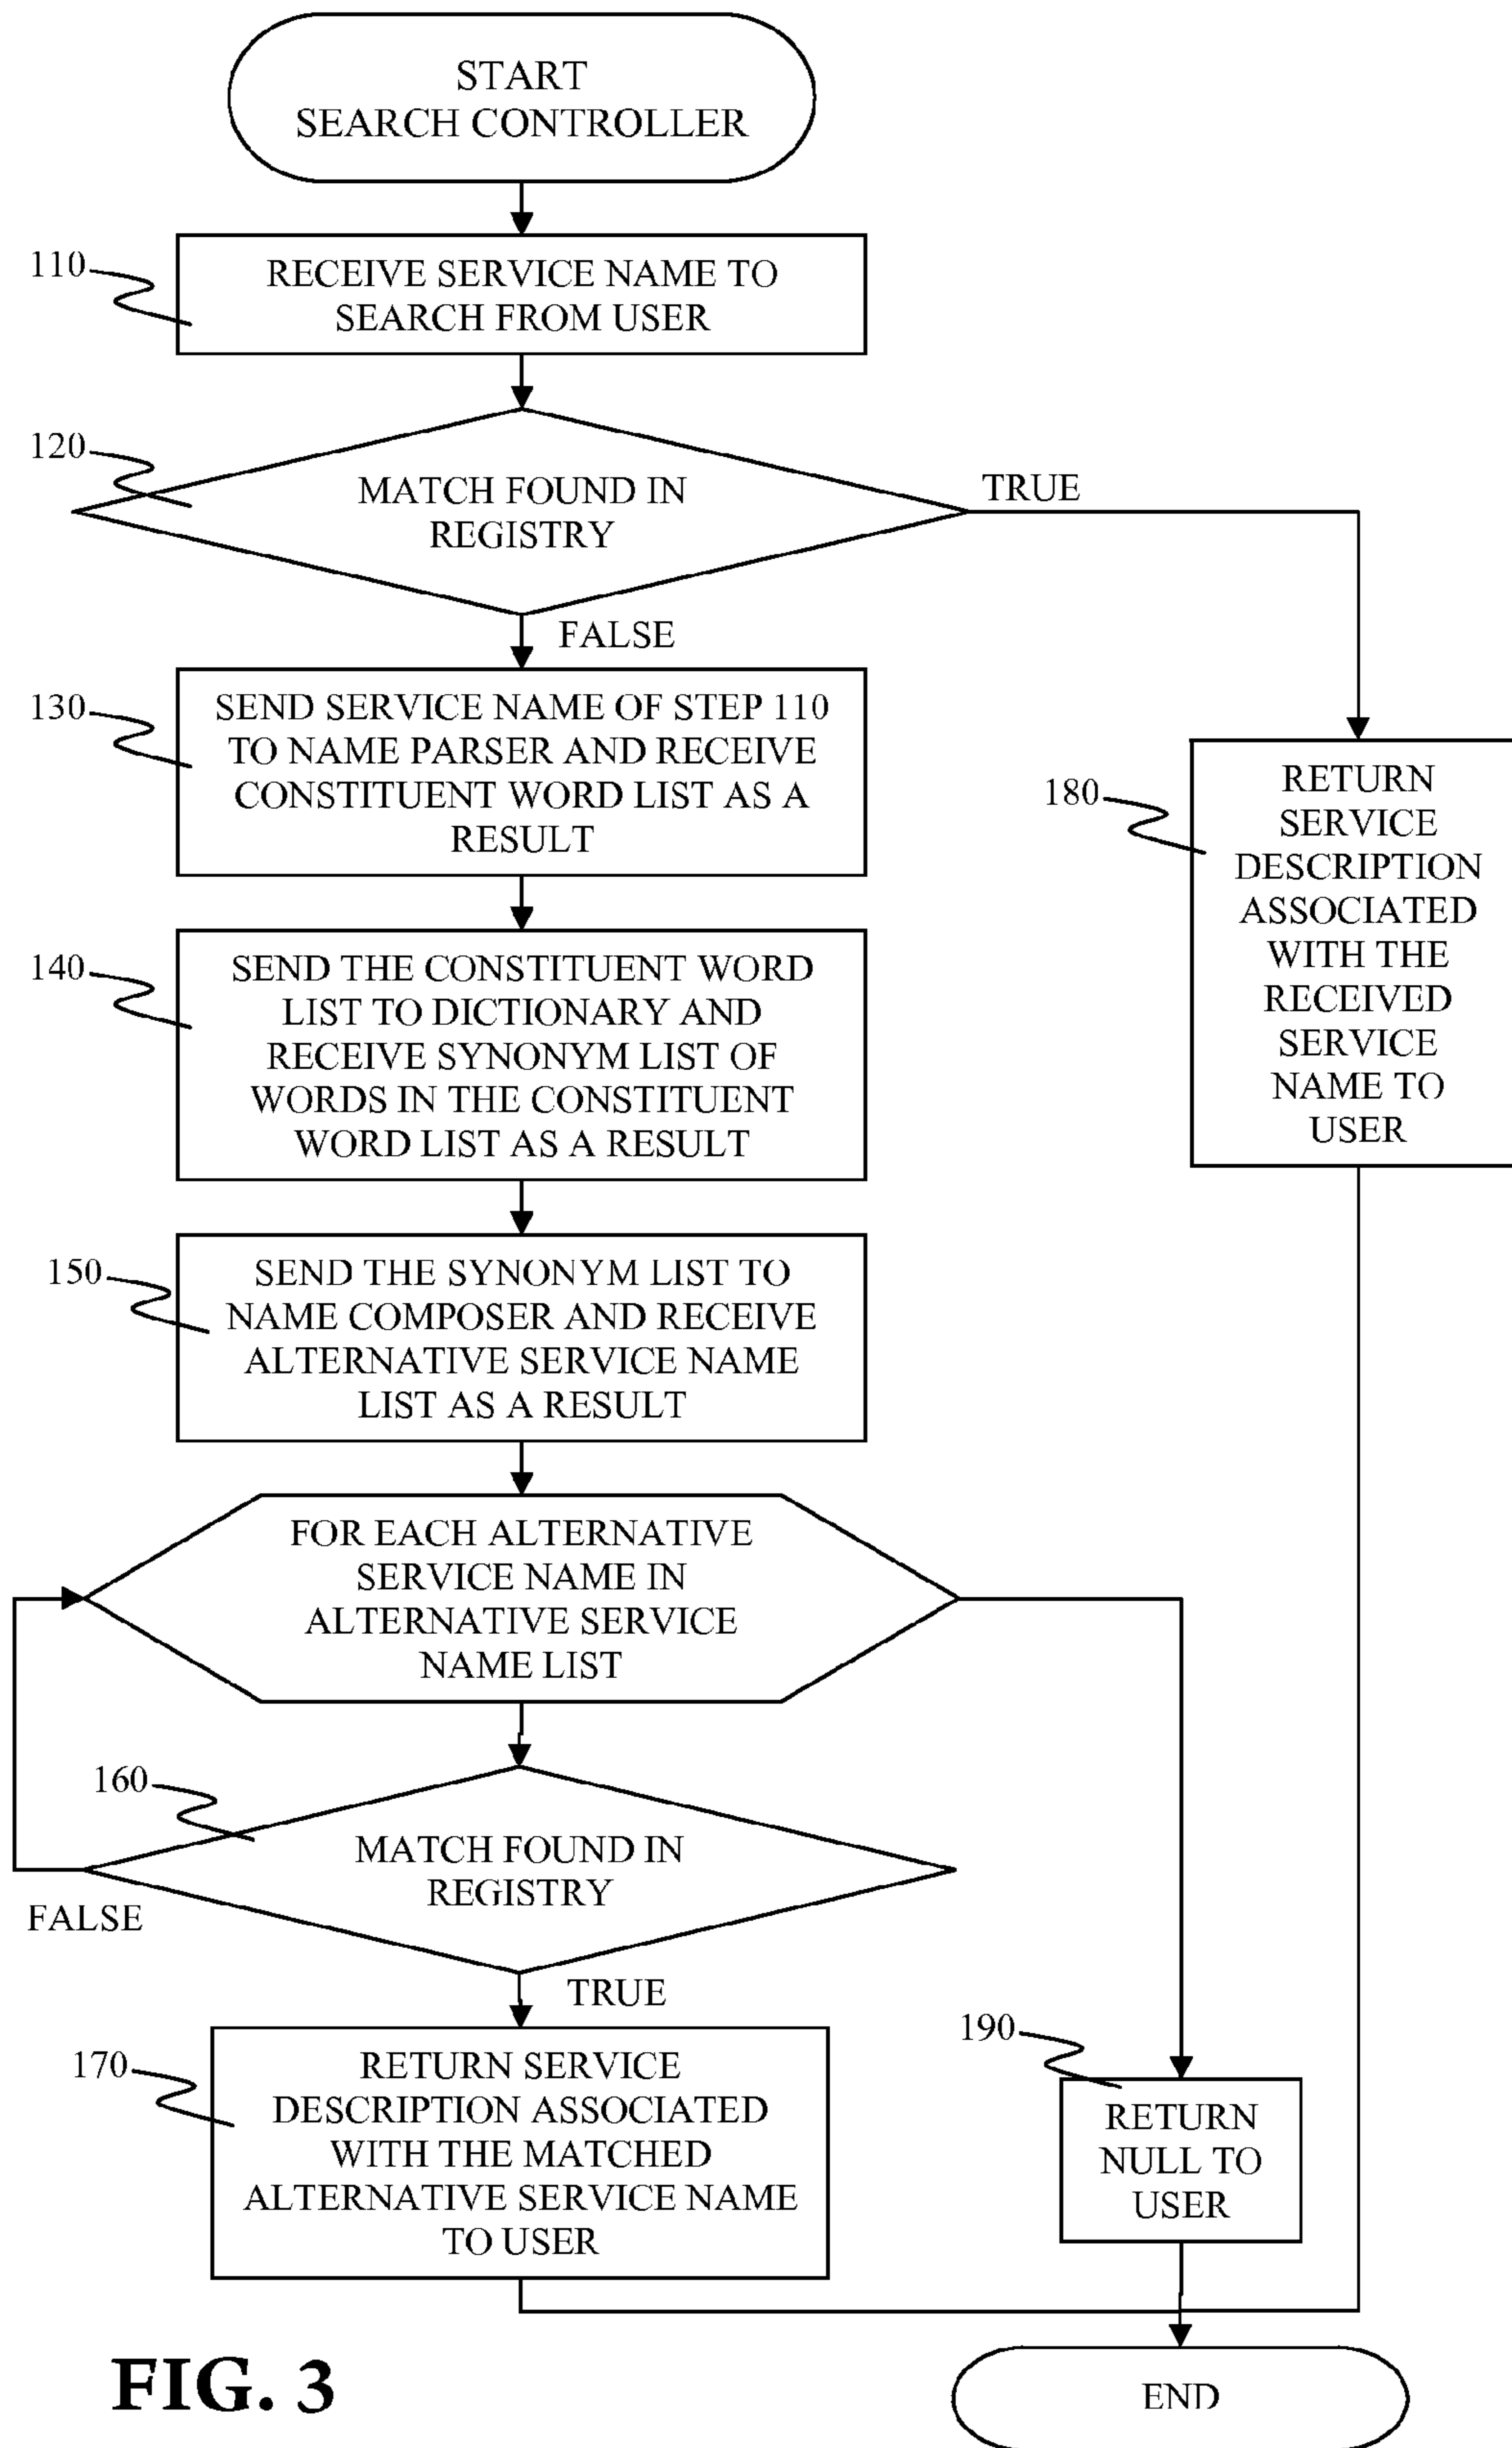 START
SEARCH CONTROLLER
110
RECEIVE SERVICE NAME TO
SEARCH FROM USER
120
MATCH FOUND IN
REGISTRY
TRUE
FALSE
130
SEND SERVICE NAME OF STEP 110
TO NAME PARSER AND RECEIVE
CONSTITUENT WORD LIST AS A
RESULT
180
RETURN
SERVICE
DESCRIPTION
ASSOCIATED
WITH THE
RECEIVED
SERVICE
NAME TO
USER
140
SEND THE CONSTITUENT WORD
LIST TO DICTIONARY AND
RECEIVE SYNONYM LIST OF
WORDS IN THE CONSTITUENT
WORD LIST AS A RESULT
150
SEND THE SYNONYM LIST TO
NAME COMPOSER AND RECEIVE
ALTERNATIVE SERVICE NAME
LIST AS A RESULT
FOR EACH ALTERNATIVE
SERVICE NAME IN
ALTERNATIVE SERVICE
NAME LIST
160
MATCH FOUND IN
REGISTRY
FALSE
TRUE
170
RETURN SERVICE
DESCRIPTION ASSOCIATED
WITH THE MATCHED
ALTERNATIVE SERVICE NAME
TO USER
190
RETURN
NULL TO
USER
END
FIG. 3